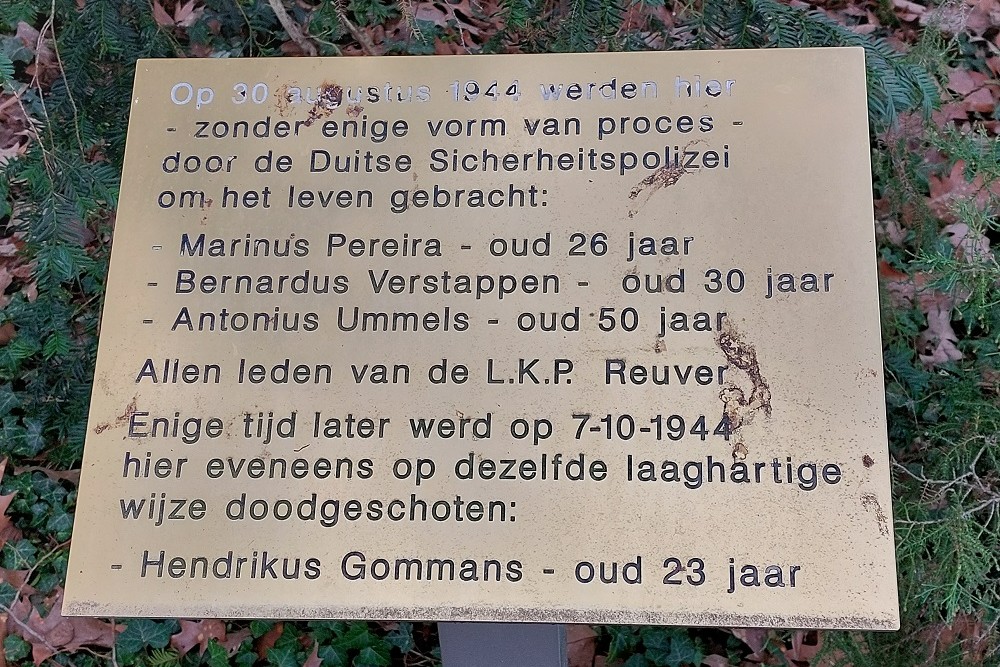 Op 30 augustus 1944 werden hier
- zonder enige vorm van proces -
door de Duitse Sicherheitspolizei
om het leven gebracht:
- Marinus Pereira - oud 26 jaar
- Bernardus Verstappen - oud 30 jaar
- Antonius Ummels - oud 50 jaar
Allen leden van de L.K.P. Reuver
Enige tijd later werd op 7-10-1944
hier eveneens op dezelfde laaghartige
wijze doodgeschoten:
- Hendrikus Gommans - oud 23 jaar